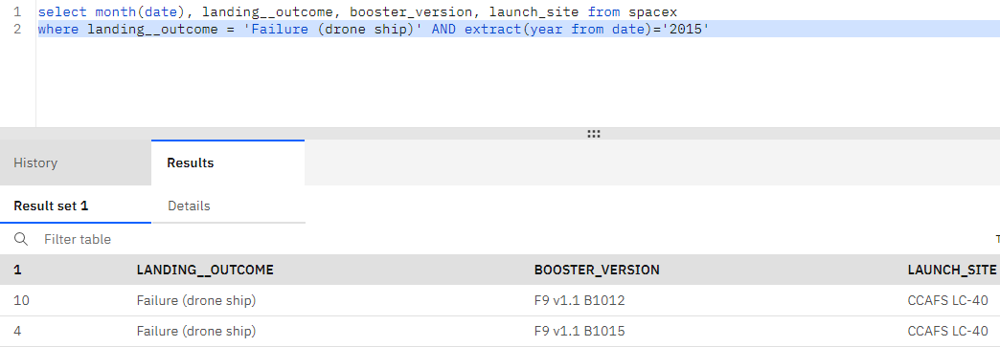 1 select month(date), landing__outcome, booster_version, launch_site from spacex
2 where landing__outcome = 'Failure (drone ship)' AND extract(year from date)='2015'
History Results
Result set 1 Details
Filter table
1 LANDING__OUTCOME BOOSTER_VERSION LAUNCH_SITE
10 Failure (drone ship) F9 v1.1 B1012 CCAFS LC-40
4 Failure (drone ship) F9 v1.1 B1015 CCAFS LC-40